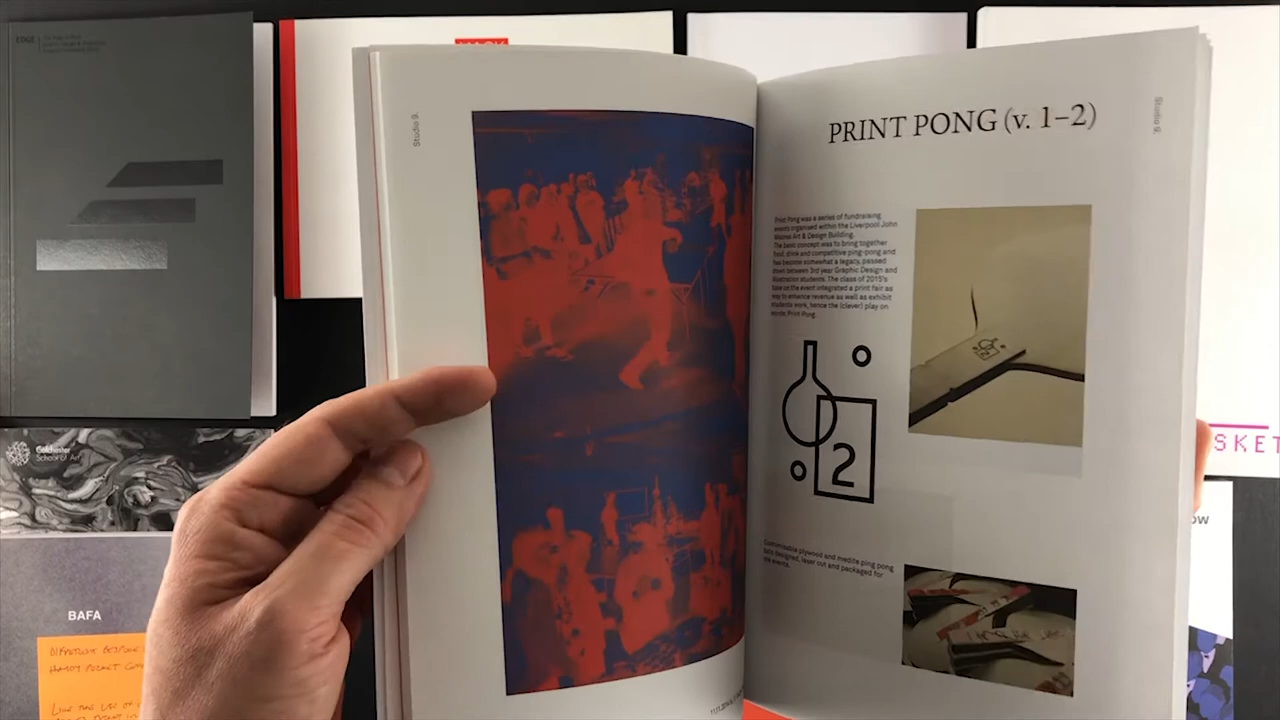 EDGE
Studio 9.
PRINT PONG (v. 1–2)
Studio 9.
Print Pong was a series of fundraising
events organised within the Liverpool John
Moores Art & Design Building.
The basic concept was to bring together
food, drink and competitive ping-pong and
has become somewhat a legacy, passed
down between 3rd year Graphic Design and
Illustration students. The class of 2015's
take on the event integrated a print fair as
way to enhance revenue as well as exhibit
students work, hence the (clever) play on
words: Print Pong.
2
Customisable plywood and medite ping pong
bats designed, laser cut and packaged for
the events.
Colchester
School of Art
BAFA
HANDY POCKET
SKET
OW